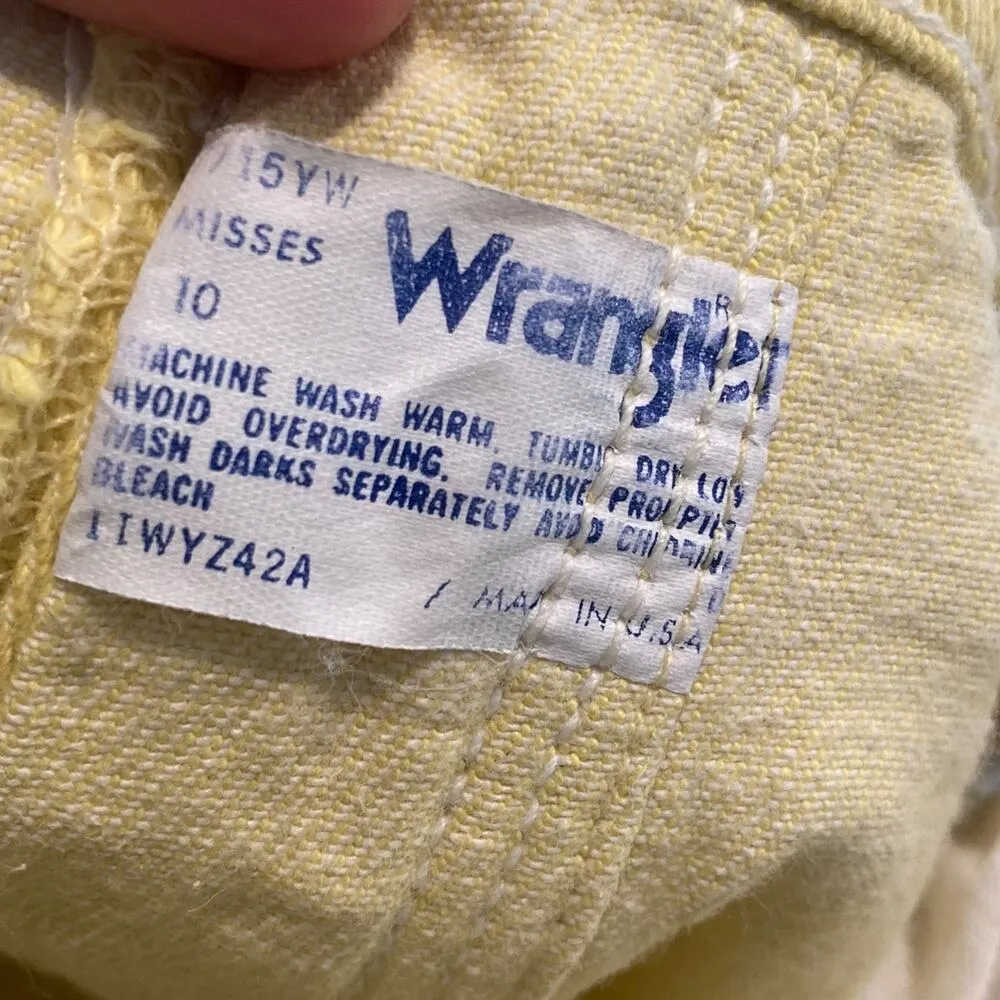 15YW
MISSES
10
Wrangler
R
MACHINE WASH WARM. TUMBLE DRY LOW
AVOID OVERDRYING. REMOVE PROMPTLY
WASH DARKS SEPARATELY AVOID CHLORINE
BLEACH
11WYZ42A
/ MADE IN U.S.A